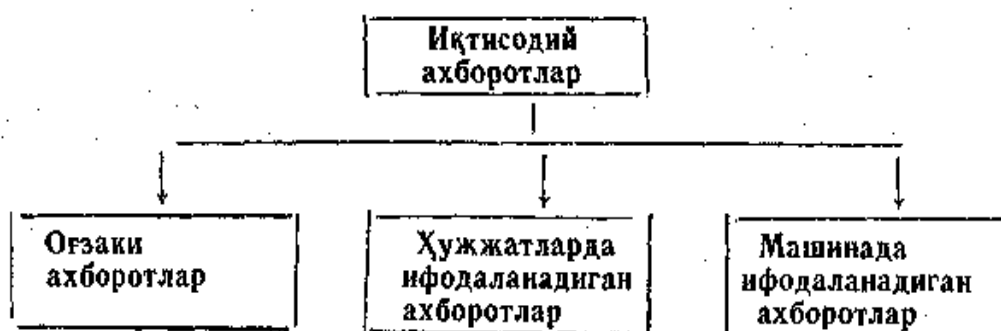 Иқтисодий
ахборотлар
Оғзаки
ахборотлар
Ҳужжатларда
ифодаланадиган
ахборотлар
Машинада
ифодаланадиган
ахборотлар